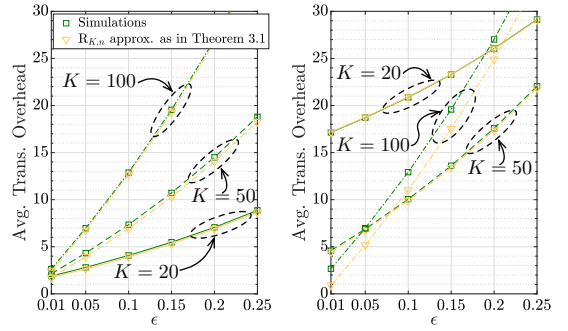 Simulations
R_{K,n} approx. as in Theorem 3.1
Avg. Trans. Overhead
30
25
20
15
10
5
0
K = 100
K = 50
K = 20
0.01 0.05 0.1 0.15 0.2 0.25
ϵ
Avg. Trans. Overhead
30
25
20
15
10
5
0
K = 20
K = 100
K = 50
0.01 0.05 0.1 0.15 0.2 0.25
ϵ